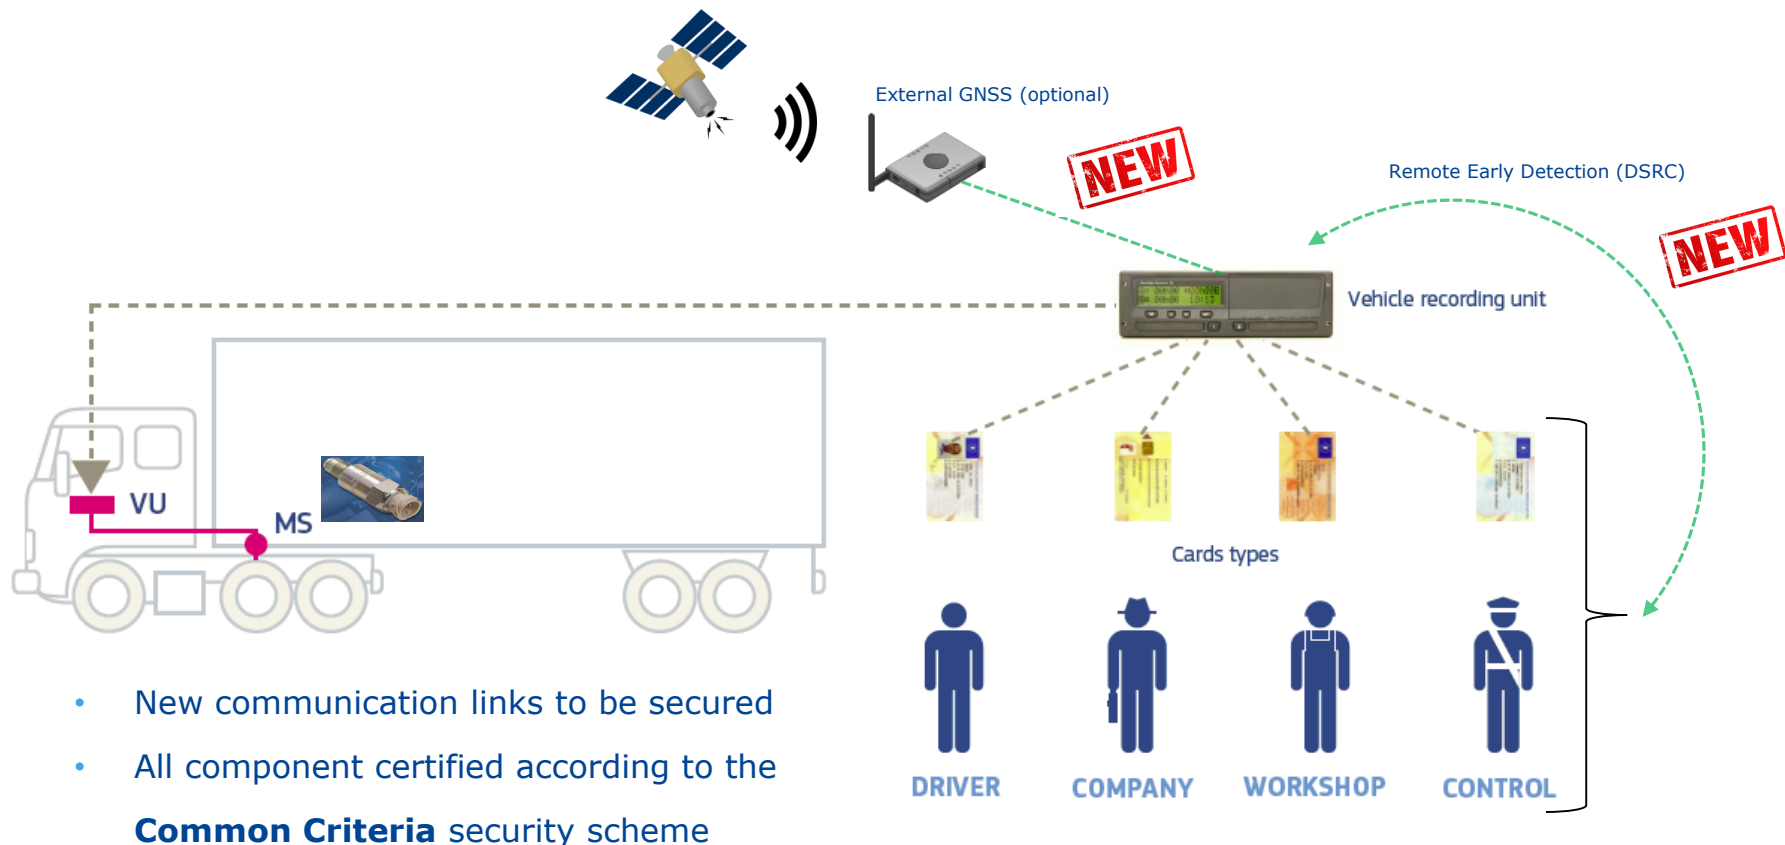 External GNSS (optional)
NEW
Remote Early Detection (DSRC)
NEW
Vehicle recording unit
VU
MS
Cards types
DRIVER
COMPANY
WORKSHOP
CONTROL
• New communication links to be secured
• All component certified according to the
Common Criteria security scheme